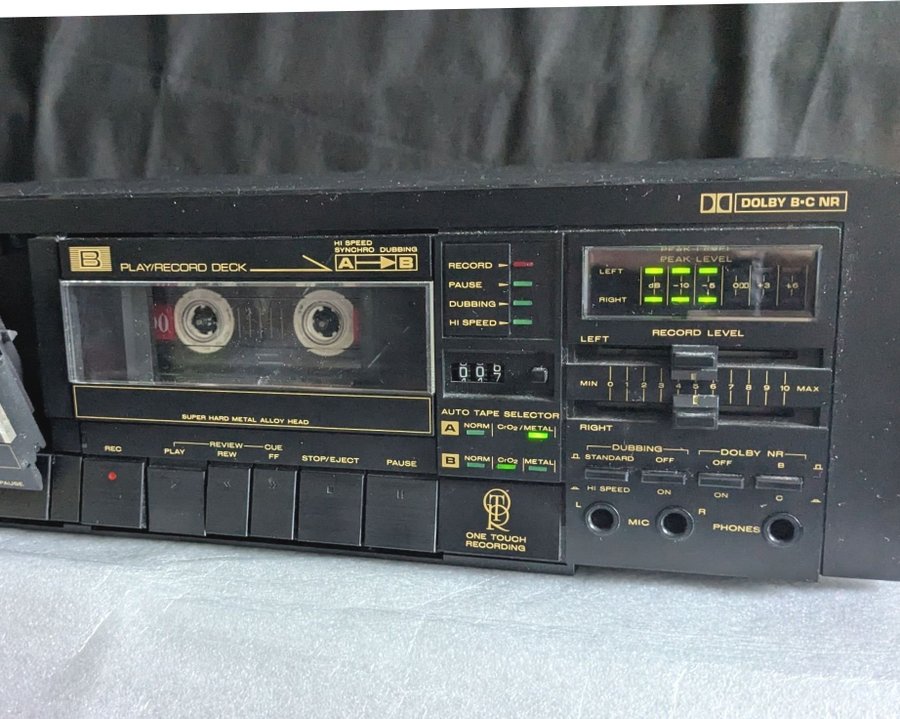 DOLBY B•C NR
B PLAY/RECORD DECK
HI SPEED
SYNCHRO DUBBING
A B
SUPER HARD METAL ALLOY HEAD
RECORD
PAUSE
DUBBING
HI SPEED
AUTO TAPE SELECTOR
A NORM CrO2/METAL
B NORM CrO2 METAL
PEAK LEVEL
LEFT
dB -10 -5 0 +3 +6
RIGHT
RECORD LEVEL
LEFT
MIN 0 1 2 3 4 5 6 7 8 9 10 MAX
RIGHT
DUBBING DOLBY NR
STANDARD OFF OFF B
HI SPEED ON ON C
L MIC R PHONES
REC PLAY REVIEW REW CUE FF STOP/EJECT PAUSE
PAUSE
ONE TOUCH
RECORDING